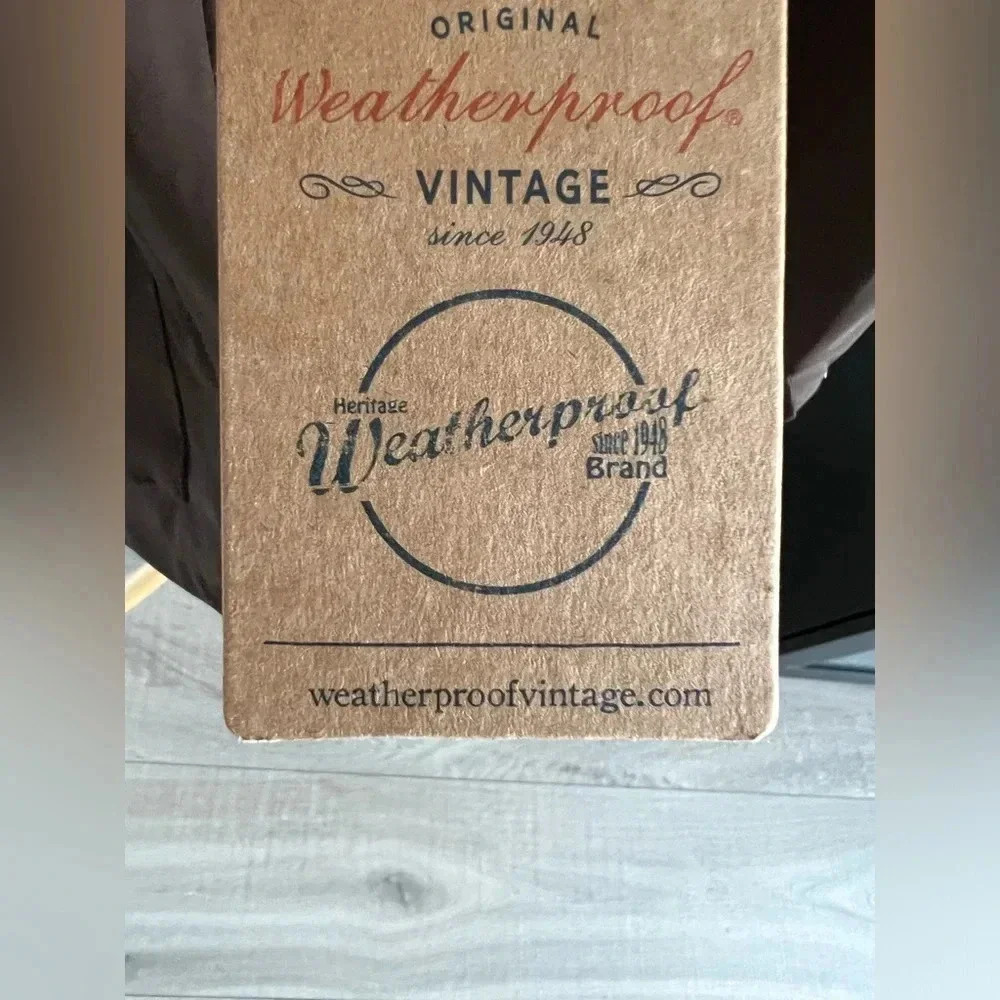 ORIGINAL
Weatherproof®
VINTAGE
since 1948
Heritage
Weatherproof
since 1948
Brand
weatherproofvintage.com